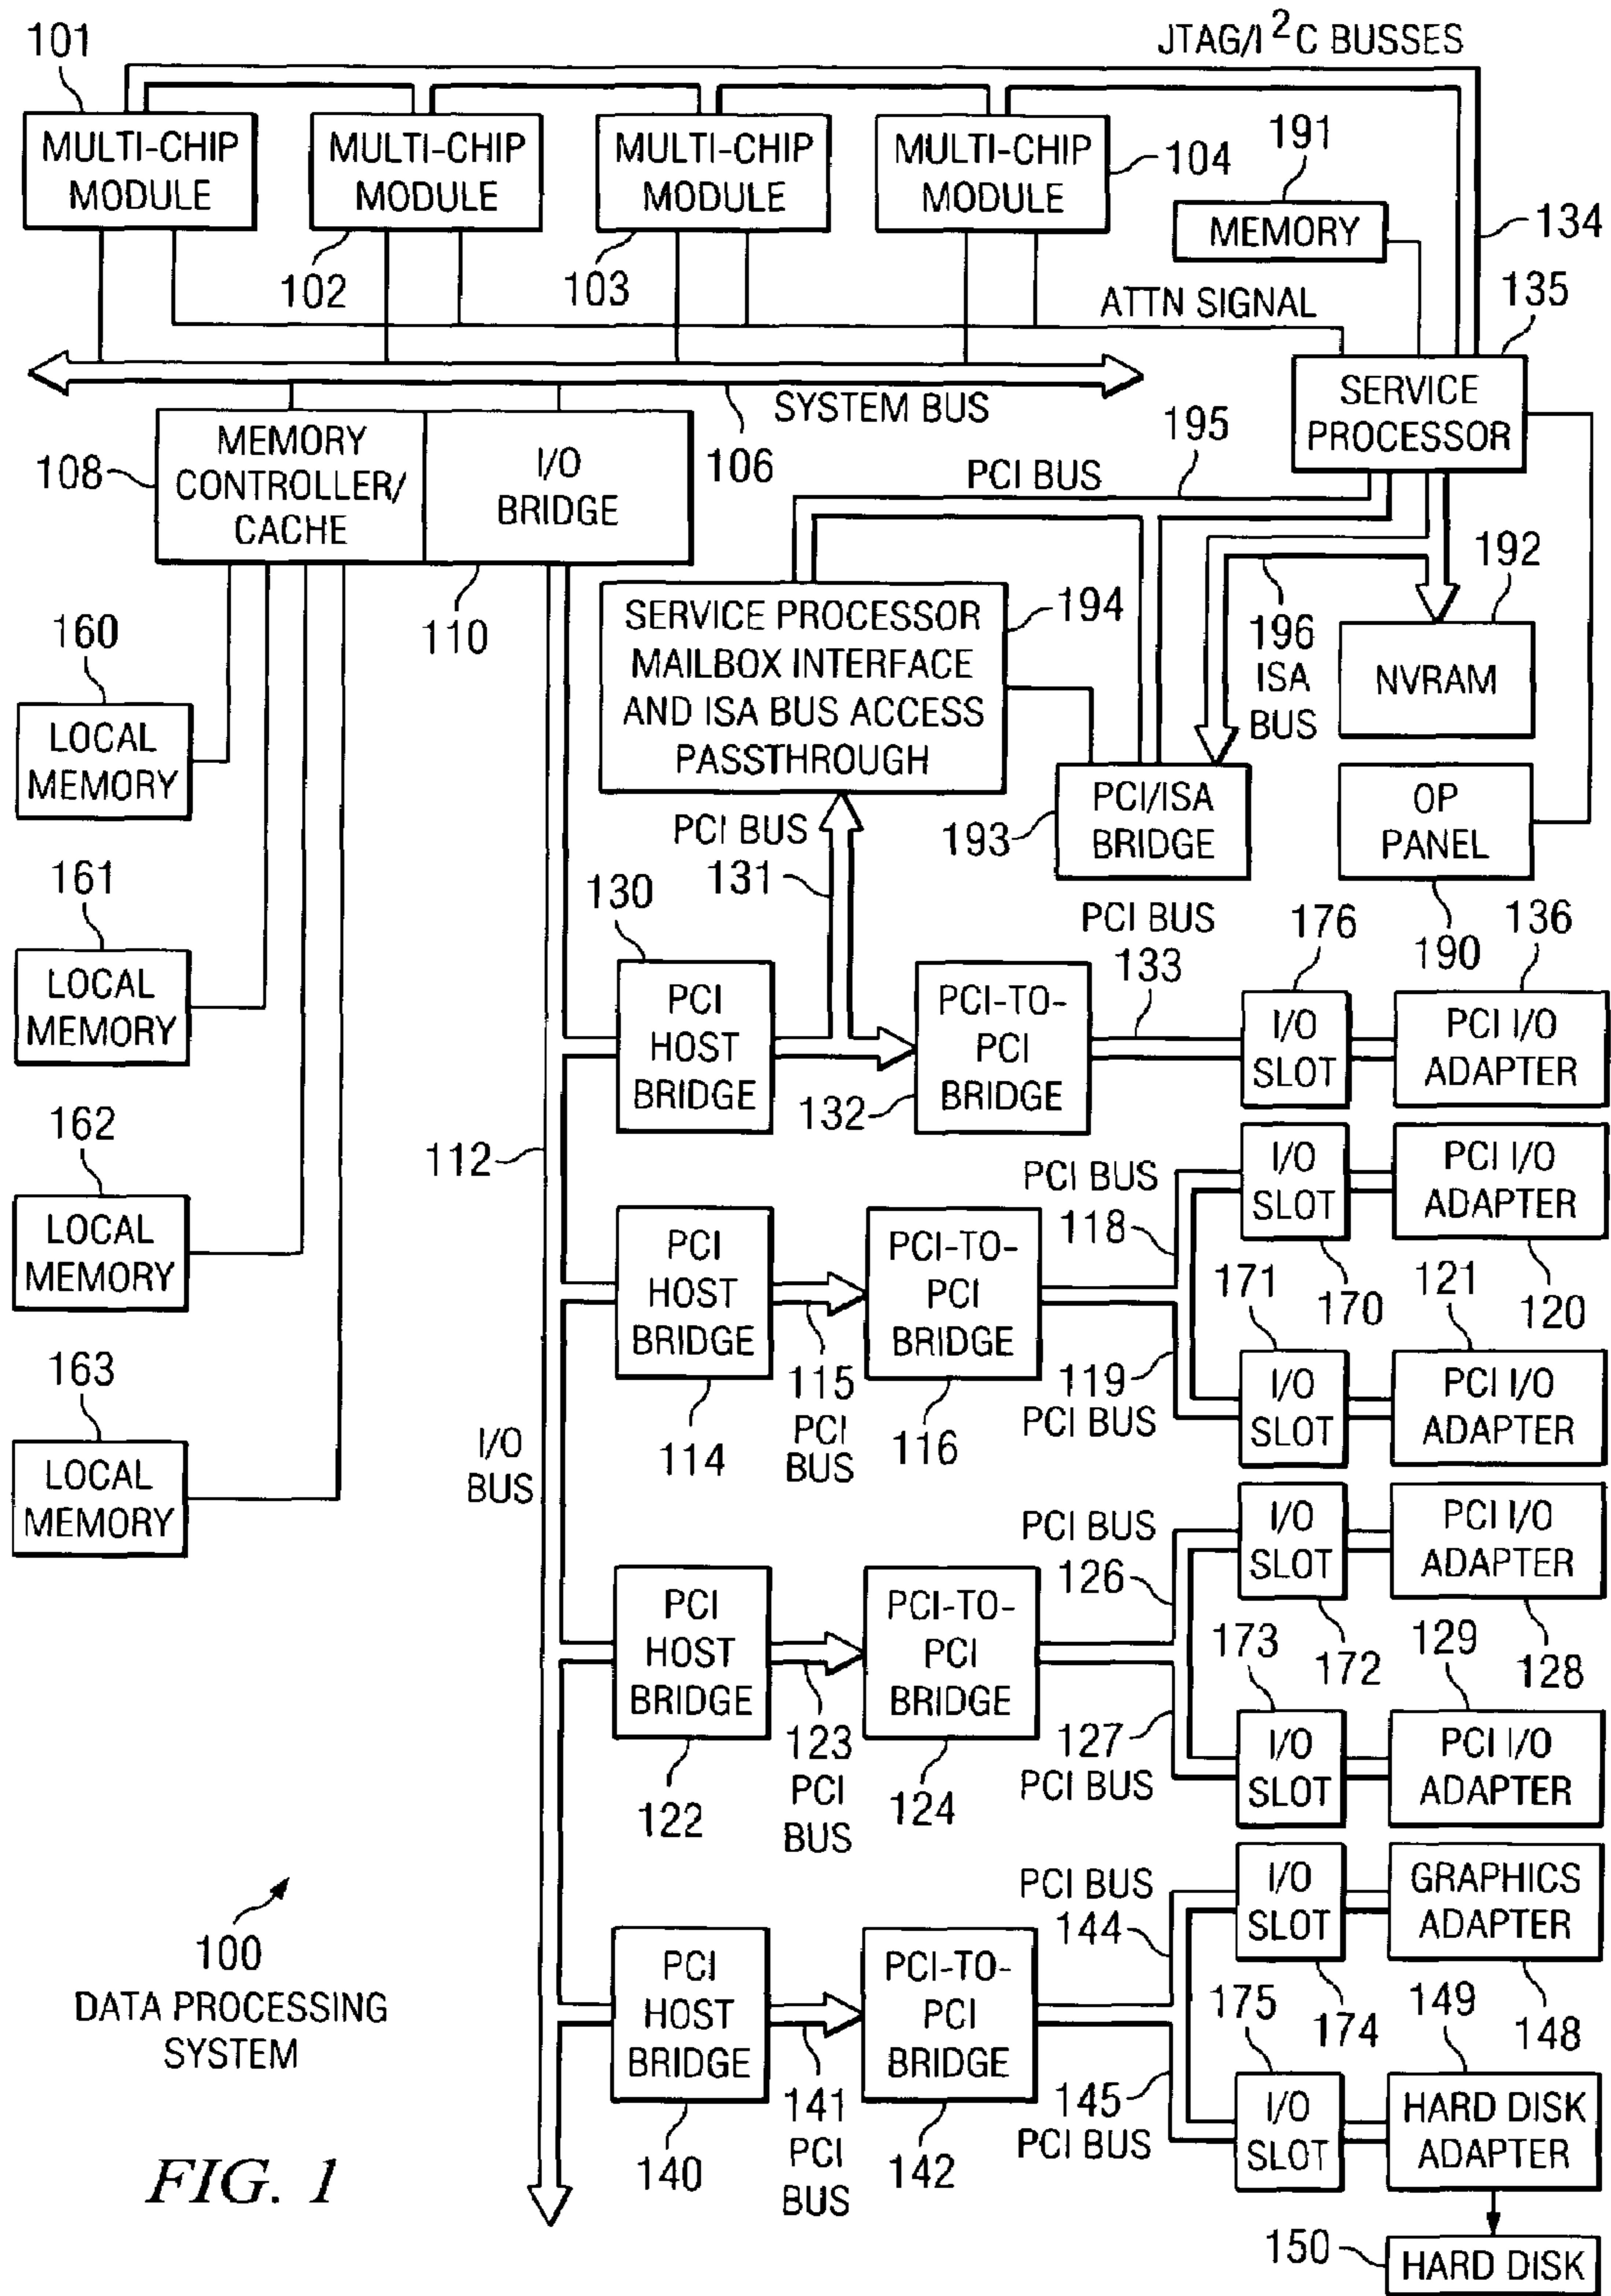 JTAG/I²C BUSSES
101
MULTI-CHIP
MODULE
MULTI-CHIP
MODULE
102
MULTI-CHIP
MODULE
103
MULTI-CHIP
MODULE
104
191
MEMORY
134
ATTN SIGNAL
135
SERVICE
PROCESSOR
SYSTEM BUS
106
MEMORY
CONTROLLER/
CACHE
108
I/O
BRIDGE
110
195
PCI BUS
SERVICE PROCESSOR
MAILBOX INTERFACE
AND ISA BUS ACCESS
PASSTHROUGH
194
196
ISA
BUS
192
NVRAM
PCI/ISA
BRIDGE
193
OP
PANEL
190
160
LOCAL
MEMORY
161
LOCAL
MEMORY
162
LOCAL
MEMORY
163
LOCAL
MEMORY
112
I/O
BUS
PCI BUS
131
130
PCI
HOST
BRIDGE
PCI-TO-
PCI
BRIDGE
132
PCI BUS
133
176
I/O
SLOT
136
PCI I/O
ADAPTER
PCI
HOST
BRIDGE
114
115
PCI
BUS
PCI-TO-
PCI
BRIDGE
116
PCI BUS
118
119
PCI BUS
I/O
SLOT
170
PCI I/O
ADAPTER
120
171
I/O
SLOT
121
PCI I/O
ADAPTER
PCI
HOST
BRIDGE
122
123
PCI
BUS
PCI-TO-
PCI
BRIDGE
124
PCI BUS
126
127
PCI BUS
I/O
SLOT
172
PCI I/O
ADAPTER
128
173
I/O
SLOT
129
PCI I/O
ADAPTER
PCI
HOST
BRIDGE
140
141
PCI
BUS
PCI-TO-
PCI
BRIDGE
142
PCI BUS
144
145
PCI BUS
I/O
SLOT
174
GRAPHICS
ADAPTER
148
175
I/O
SLOT
149
HARD DISK
ADAPTER
150
HARD DISK
100
DATA PROCESSING
SYSTEM
FIG. 1